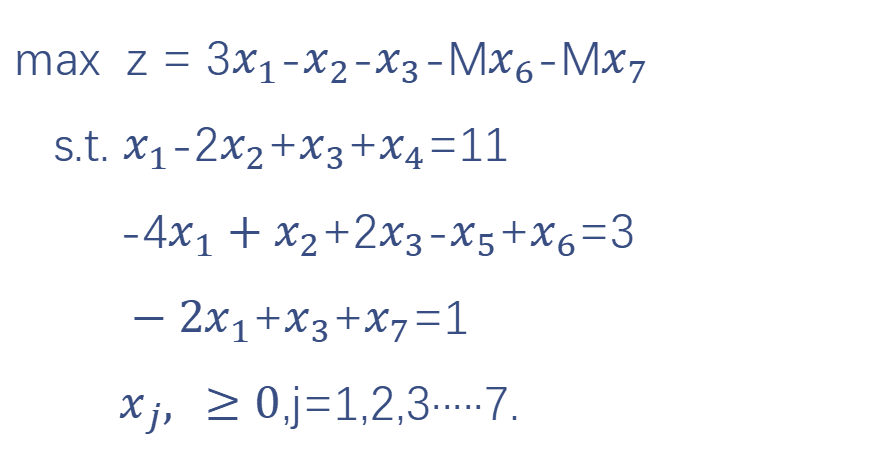 max z = 3x₁-x₂-x₃-Mx₆-Mx₇
s.t. x₁-2x₂+x₃+x₄=11
-4x₁ + x₂+2x₃-x₅+x₆=3
− 2x₁+x₃+x₇=1
xⱼ, ≥ 0,j=1,2,3·····7.